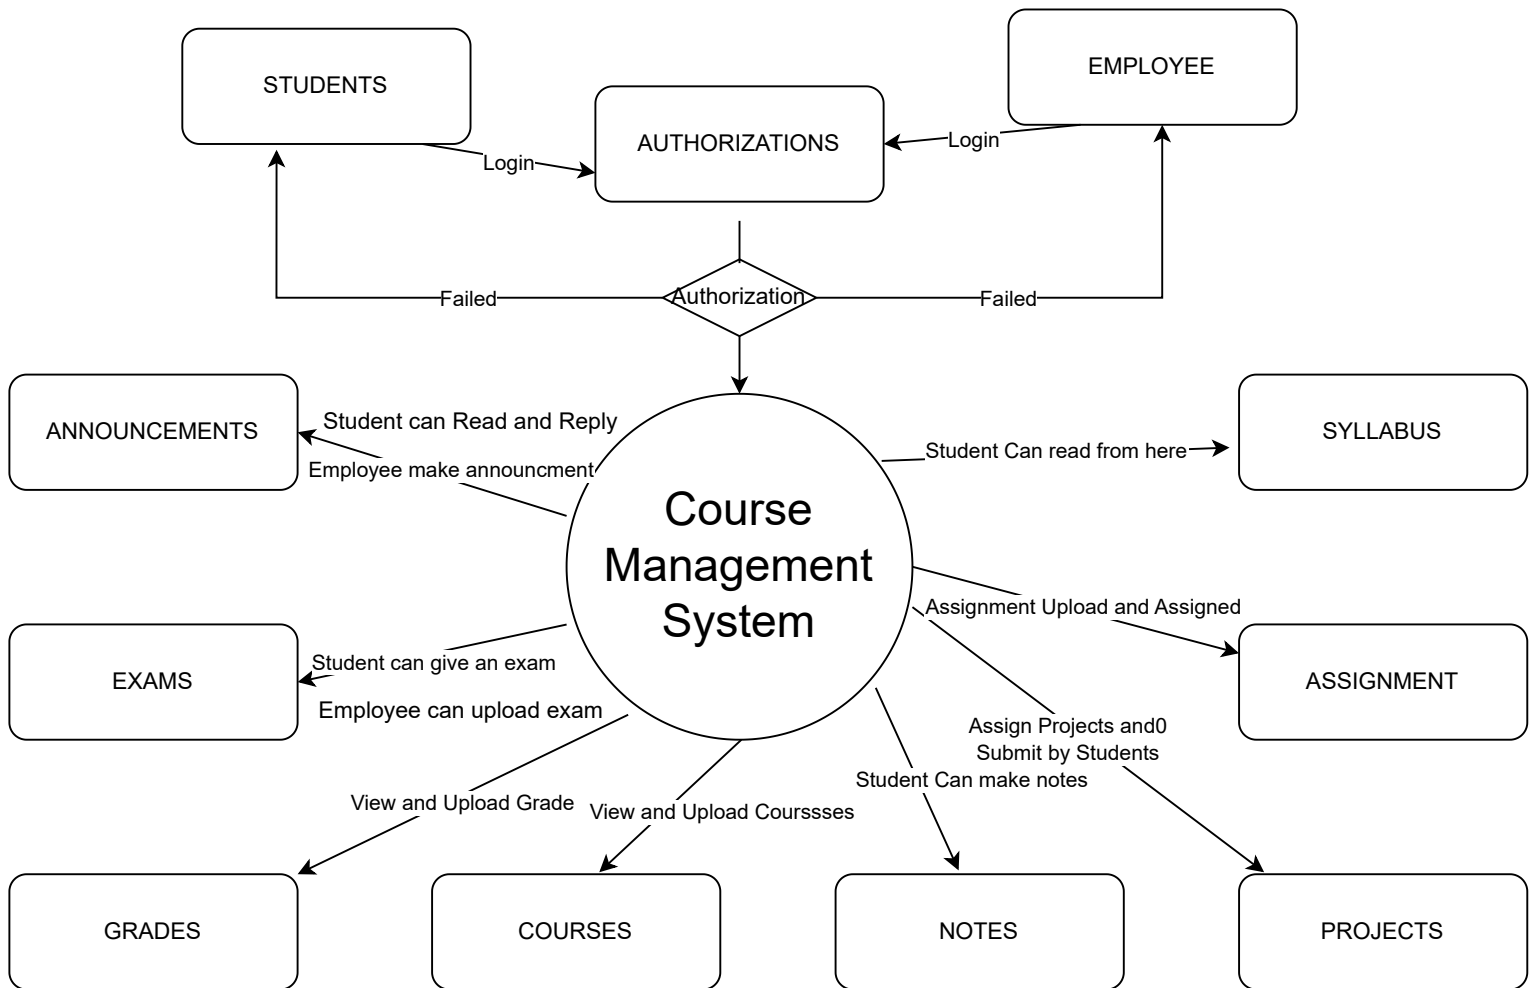 EMPLOYEE
STUDENTS
AUTHORIZATIONS
Login
Login
Authorization
Failed
Failed
ANNOUNCEMENTS
Student can Read and Reply
Employee make announcment
SYLLABUS
Student Can read from here
Course
Management
System
Assignment Upload and Assigned
EXAMS
Student can give an exam
Employee can upload exam
ASSIGNMENT
Assign Projects and0
Submit by Students
Student Can make notes
View and Upload Grade
View and Upload Courssses
GRADES
COURSES
NOTES
PROJECTS